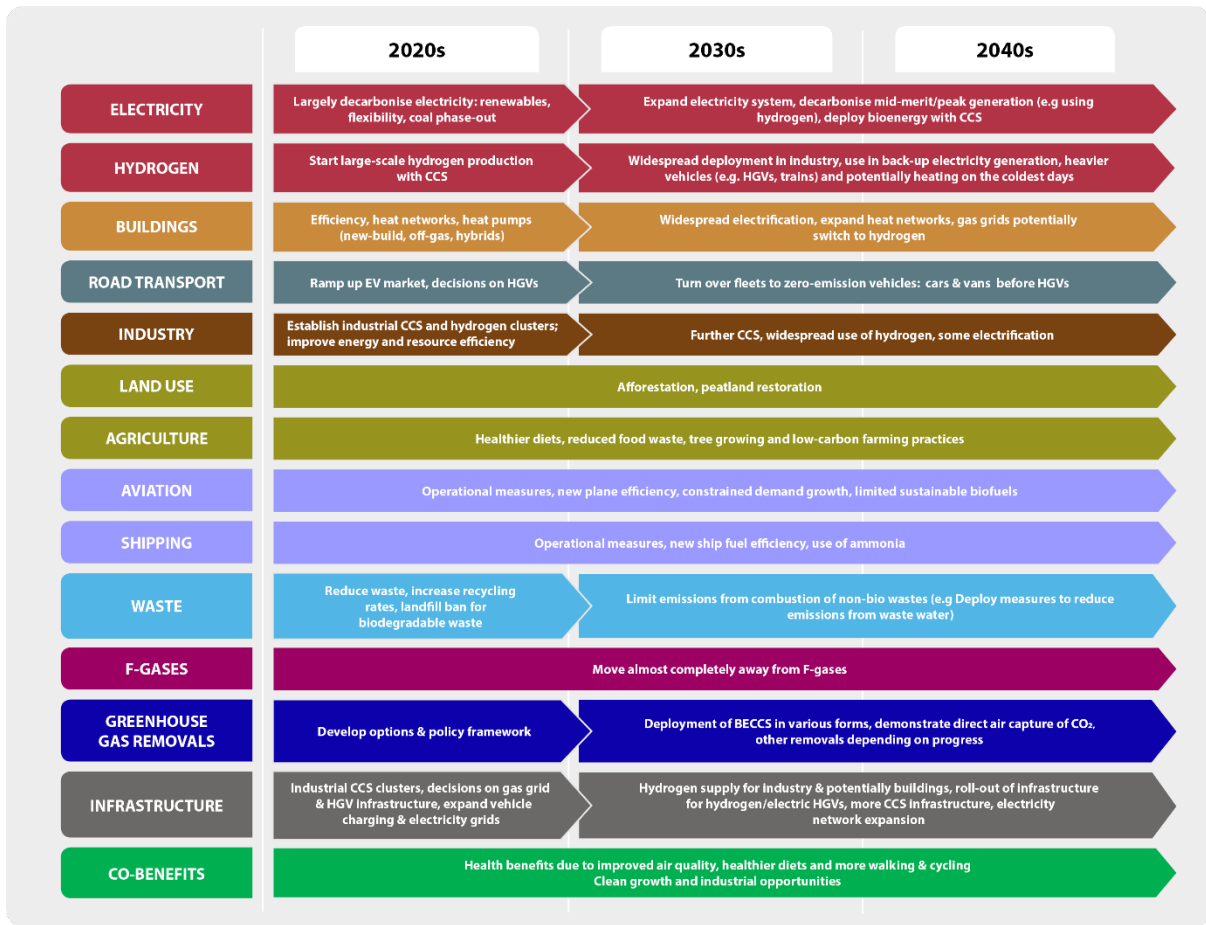 2020s
2030s
2040s
ELECTRICITY
Largely decarbonise electricity: renewables,
flexibility, coal phase-out
Expand electricity system, decarbonise mid-merit/peak generation (e.g using
hydrogen), deploy bioenergy with CCS
HYDROGEN
Start large-scale hydrogen production
with CCS
Widespread deployment in industry, use in back-up electricity generation, heavier
vehicles (e.g. HGVs, trains) and potentially heating on the coldest days
BUILDINGS
Efficiency, heat networks, heat pumps
(new-build, off-gas, hybrids)
Widespread electrification, expand heat networks, gas grids potentially
switch to hydrogen
ROAD TRANSPORT
Ramp up EV market, decisions on HGVs
Turn over fleets to zero-emission vehicles: cars & vans before HGVs
INDUSTRY
Establish industrial CCS and hydrogen clusters;
improve energy and resource efficiency
Further CCS, widespread use of hydrogen, some electrification
LAND USE
Afforestation, peatland restoration
AGRICULTURE
Healthier diets, reduced food waste, tree growing and low-carbon farming practices
AVIATION
Operational measures, new plane efficiency, constrained demand growth, limited sustainable biofuels
SHIPPING
Operational measures, new ship fuel efficiency, use of ammonia
WASTE
Reduce waste, increase recycling
rates, landfill ban for
biodegradable waste
Limit emissions from combustion of non-bio wastes (e.g Deploy measures to reduce
emissions from waste water)
F-GASES
Move almost completely away from F-gases
GREENHOUSE
GAS REMOVALS
Develop options & policy framework
Deployment of BECCS in various forms, demonstrate direct air capture of CO₂,
other removals depending on progress
INFRASTRUCTURE
Industrial CCS clusters, decisions on gas grid
& HGV infrastructure, expand vehicle
charging & electricity grids
Hydrogen supply for industry & potentially buildings, roll-out of infrastructure
for hydrogen/electric HGVs, more CCS infrastructure, electricity
network expansion
CO-BENEFITS
Health benefits due to improved air quality, healthier diets and more walking & cycling
Clean growth and industrial opportunities